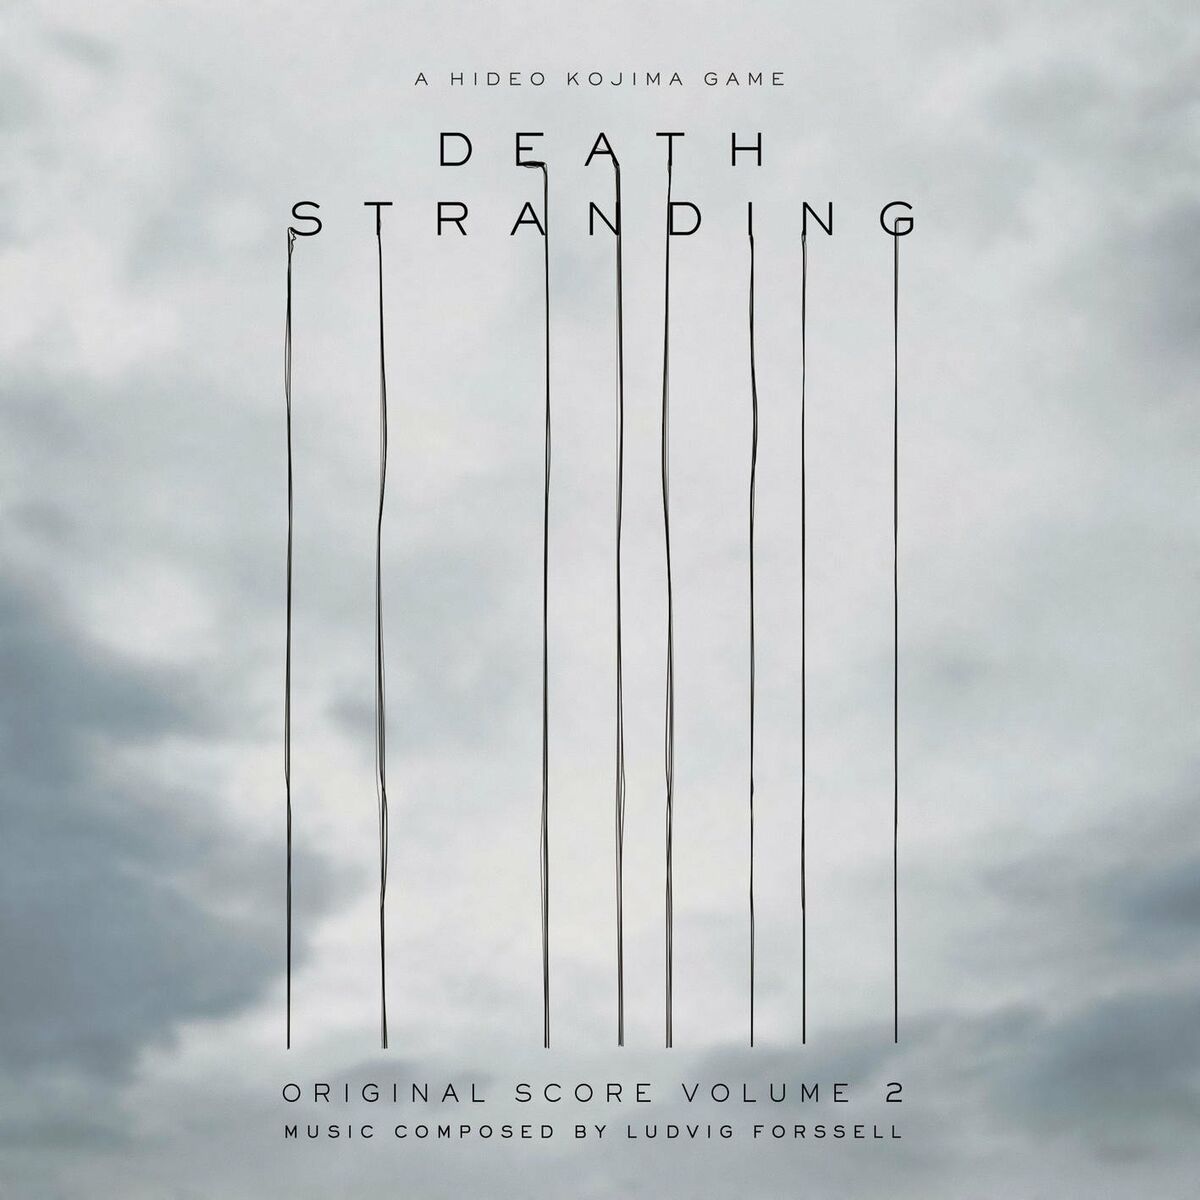 A HIDEO KOJIMA GAME
DEATH
STRANDING
ORIGINAL SCORE VOLUME 2
MUSIC COMPOSED BY LUDVIG FORSSELL